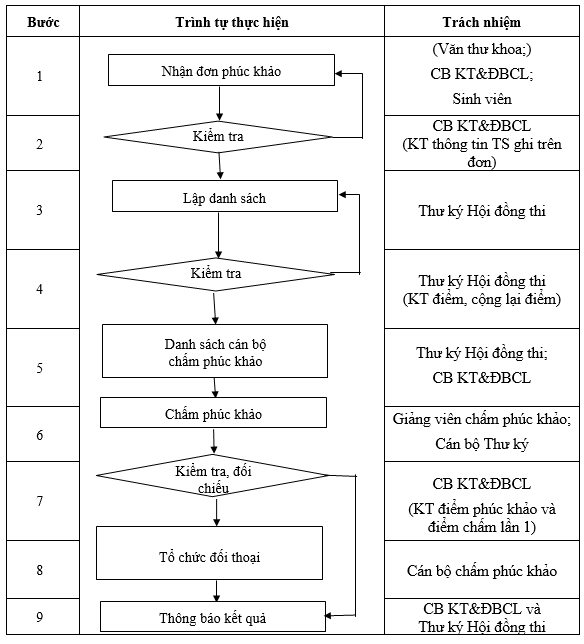 Bước
Trình tự thực hiện
Trách nhiệm
1
Nhận đơn phúc khảo
(Văn thư khoa;)
CB KT&ĐBCL;
Sinh viên
2
Kiểm tra
CB KT&ĐBCL
(KT thông tin TS ghi trên
đơn)
3
Lập danh sách
Thư ký Hội đồng thi
4
Kiểm tra
Thư ký Hội đồng thi
(KT điểm, cộng lại điểm)
5
Danh sách cán bộ
chấm phúc khảo
Thư ký Hội đồng thi;
CB KT&ĐBCL
6
Chấm phúc khảo
Giảng viên chấm phúc khảo;
Cán bộ Thư ký
7
Kiểm tra, đối
chiếu
CB KT&ĐBCL
(KT điểm phúc khảo và
điểm chấm lần 1)
8
Tổ chức đối thoại
Cán bộ chấm phúc khảo
9
Thông báo kết quả
CB KT&ĐBCL và
Thư ký Hội đồng thi